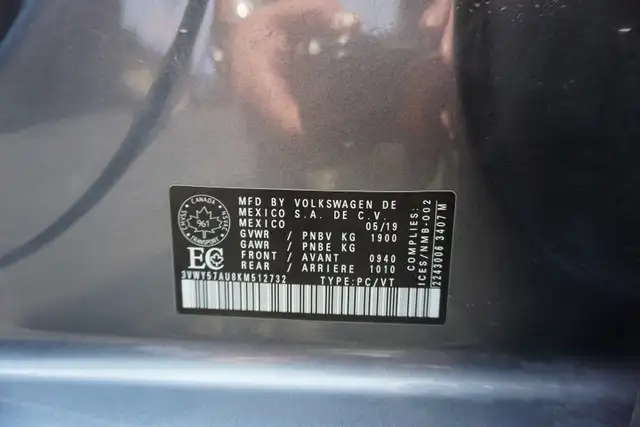 CANADA
961
TRANSPORT
MFD BY VOLKSWAGEN DE
MEXICO S.A. DE C.V.
MEXICO 05/19
GVWR / PNBV KG 1900
GAWR / PNBE KG
FRONT / AVANT 0940
REAR / ARRIERE 1010
EC
3VWY57AU8KM512732 TYPE:PC/VT
COMPLIES:
ICES/NMB-002
2243006 3407 M